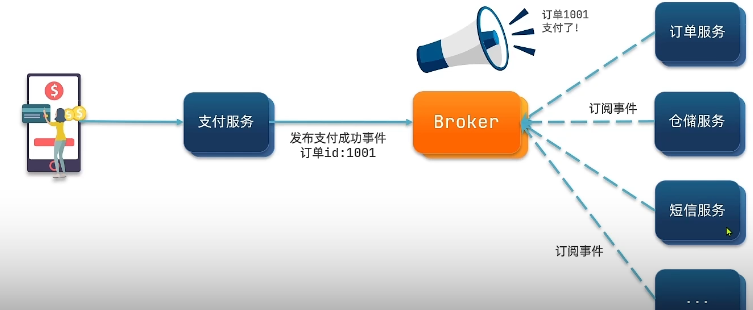 订单1001
支付了!
订单服务
订阅事件
仓储服务
支付服务
Broker
发布支付成功事件
订单id:1001
短信服务
订阅事件
...